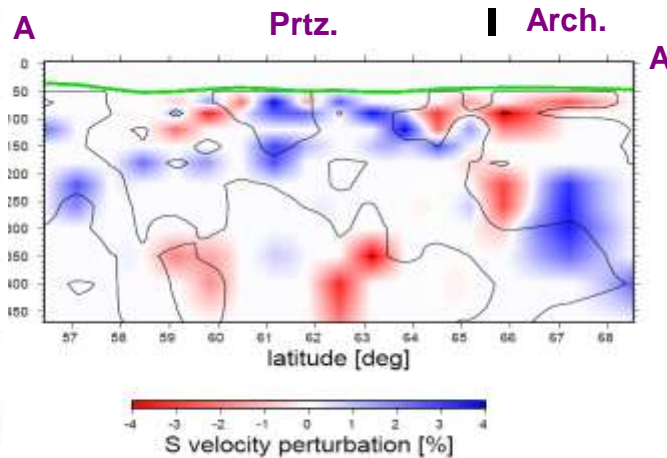 A Prtz. Arch.
A
0
50
100
150
200
250
300
350
400
450
57 58 59 60 61 62 63 64 65 66 67 68
latitude [deg]
-4 -3 -2 -1 0 1 2 3 4
S velocity perturbation [%]